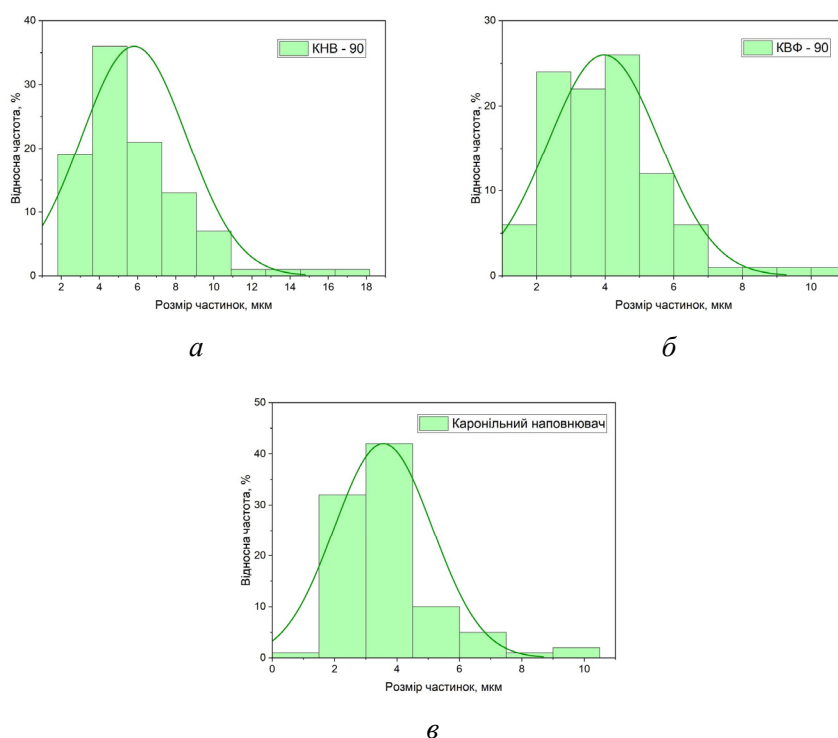 КНВ - 90
Відносна частота, %
40
30
20
10
0
2 4 6 8 10 12 14 16 18
Розмір частинок, мкм
а
КВФ - 90
Відносна частота, %
30
20
10
0
2 4 6 8 10
Розмір частинок, мкм
б
Каронільний наповнювач
Відносна частота, %
50
40
30
20
10
0
0 2 4 6 8 10
Розмір частинок, мкм
в